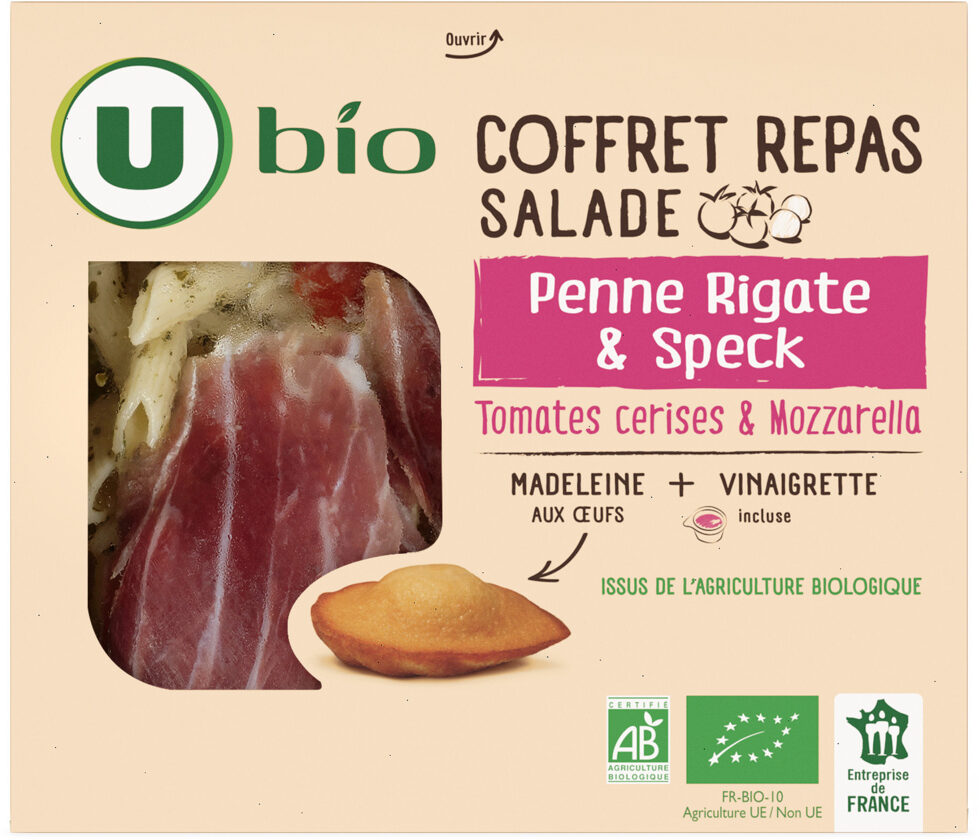 Ouvrir
U bio
COFFRET REPAS
SALADE
Penne Rigate
& Speck
Tomates cerises & Mozzarella
MADELEINE + VINAIGRETTE
AUX ŒUFS
incluse
ISSUS DE L'AGRICULTURE BIOLOGIQUE
CERTIFIÉ
AB
AGRICULTURE
BIOLOGIQUE
FR-BIO-10
Agriculture UE / Non UE
Entreprise
de
FRANCE